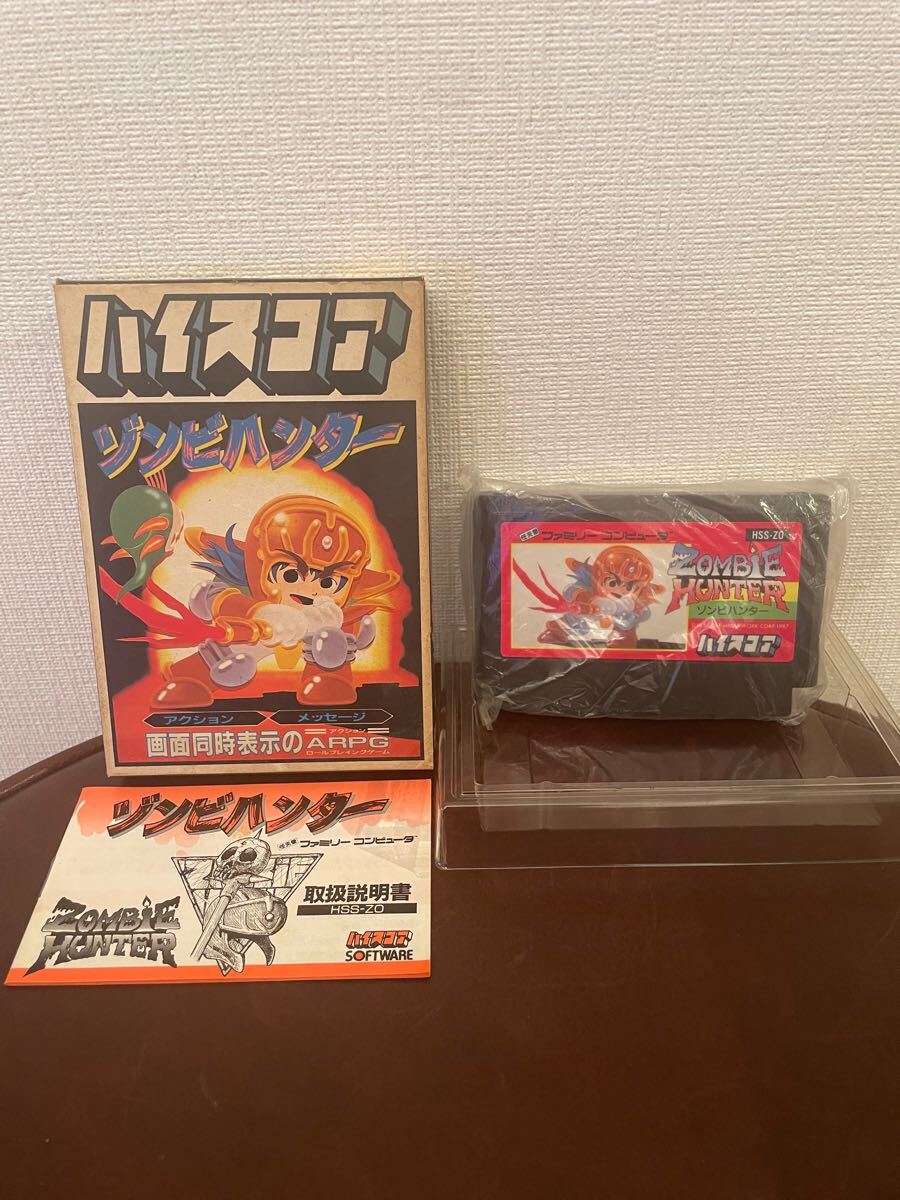 ハイスコア
ゾンビハンター
アクション
メッセージ
画面同時表示の
アクション
ARPG
ロールプレイングゲーム
ファミリー コンピュータ
HSS-ZO
ZOMBIE
HUNTER
ゾンビハンター
ハイスコア
ゾンビハンター
ファミリー コンピュータ
取扱説明書
HSS-ZO
ZOMBIE
HUNTER
ハイスコア
SOFTWARE